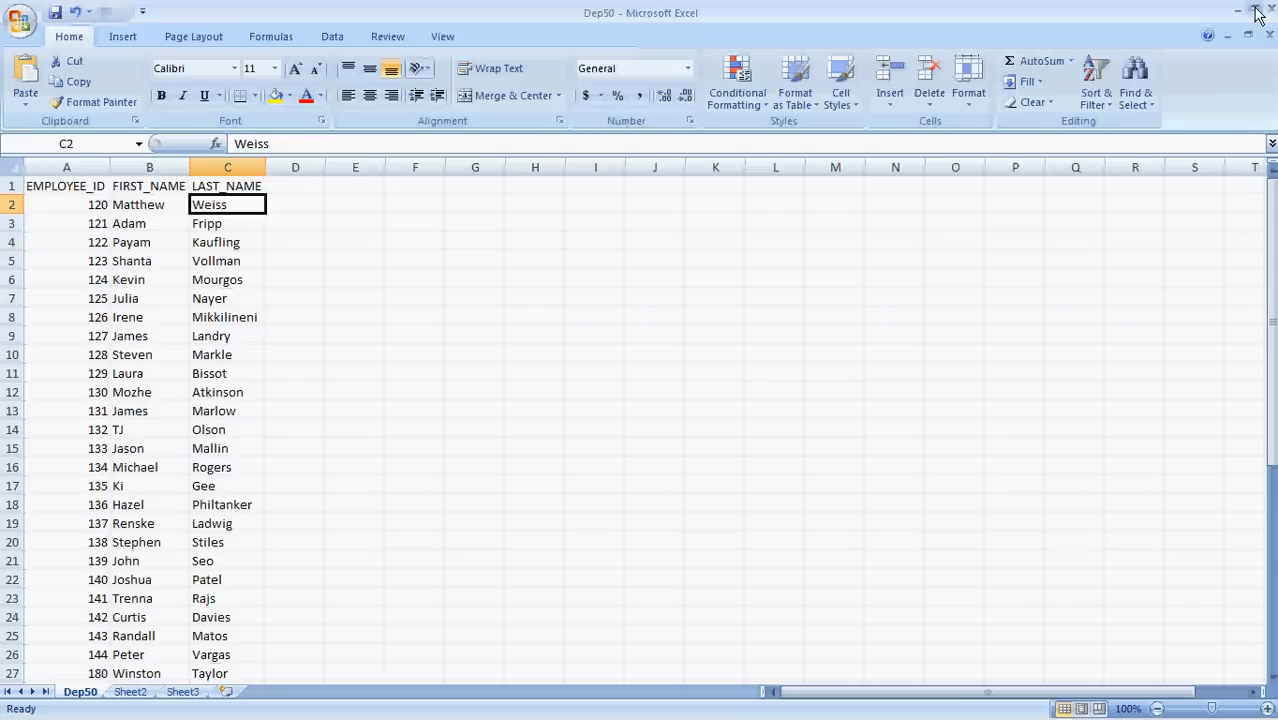 Dep50 - Microsoft Excel
Home Insert Page Layout Formulas Data Review View
Paste Cut Copy Format Painter Clipboard
Calibri 11 B I U A A A Font
Wrap Text Merge & Center Alignment
General $ % , .0 .00 .00 .0 Number
Conditional Formatting Format as Table Cell Styles Styles
Insert Delete Format Cells
Σ AutoSum Fill Clear Sort & Filter Find & Select Editing
C2 fx Weiss
A B C D E F G H I J K L M N O P Q R S T
1 EMPLOYEE_ID FIRST_NAME LAST_NAME
2 120 Matthew Weiss
3 121 Adam Fripp
4 122 Payam Kaufling
5 123 Shanta Vollman
6 124 Kevin Mourgos
7 125 Julia Nayer
8 126 Irene Mikkilineni
9 127 James Landry
10 128 Steven Markle
11 129 Laura Bissot
12 130 Mozhe Atkinson
13 131 James Marlow
14 132 TJ Olson
15 133 Jason Mallin
16 134 Michael Rogers
17 135 Ki Gee
18 136 Hazel Philtanker
19 137 Renske Ladwig
20 138 Stephen Stiles
21 139 John Seo
22 140 Joshua Patel
23 141 Trenna Rajs
24 142 Curtis Davies
25 143 Randall Matos
26 144 Peter Vargas
27 180 Winston Taylor
Dep50 Sheet2 Sheet3
Ready 100%